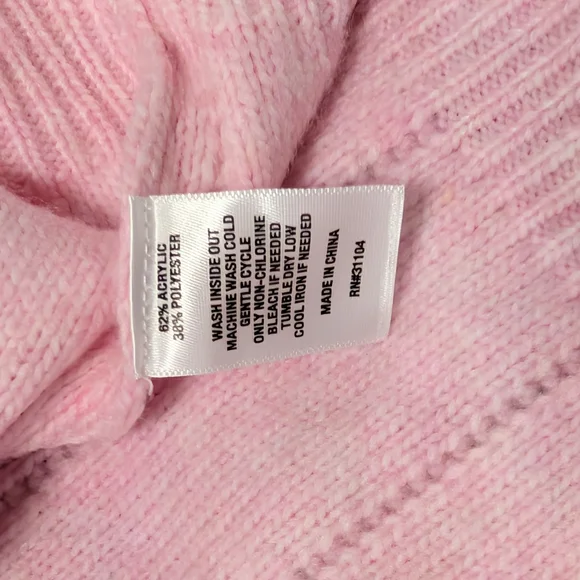 62% ACRYLIC
38% POLYESTER
WASH INSIDE OUT
MACHINE WASH COLD
GENTLE CYCLE
ONLY NON-CHLORINE
BLEACH IF NEEDED
TUMBLE DRY LOW
COOL IRON IF NEEDED
MADE IN CHINA
RN#31104